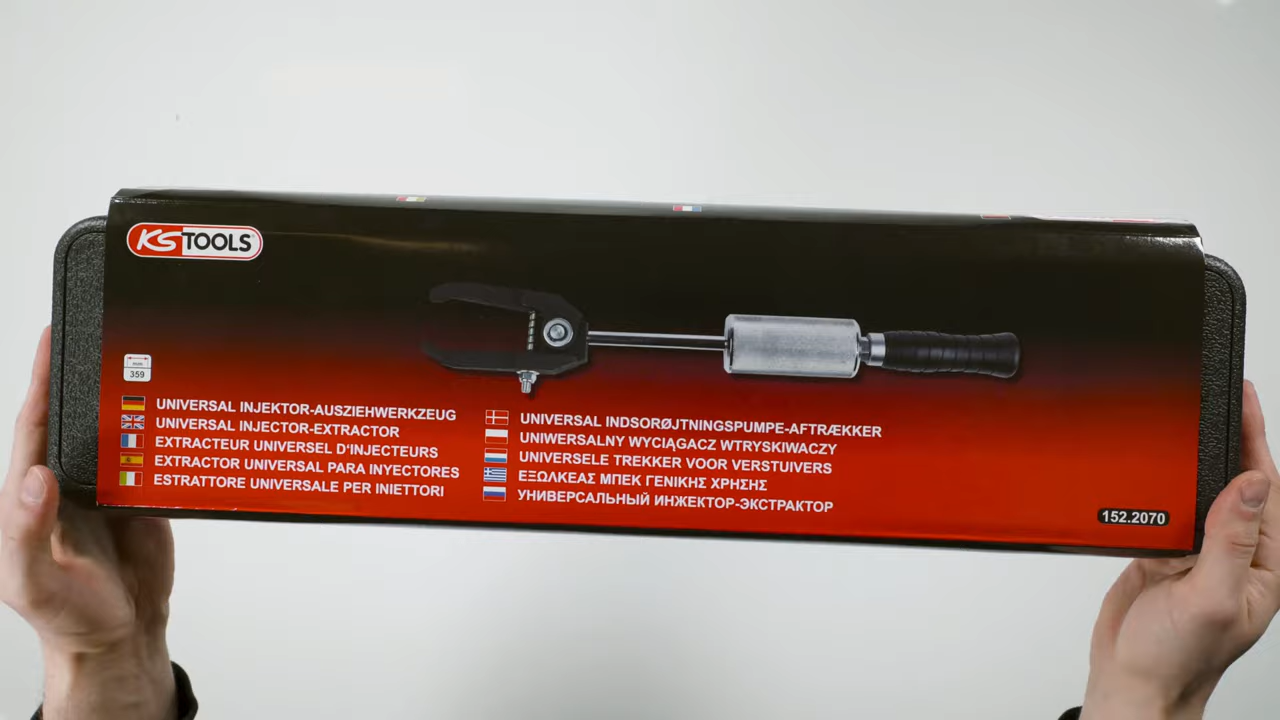 KS TOOLS
mm
359
UNIVERSAL INJEKTOR-AUSZIEHWERKZEUG
UNIVERSAL INJECTOR-EXTRACTOR
EXTRACTEUR UNIVERSEL D'INJECTEURS
EXTRACTOR UNIVERSAL PARA INYECTORES
ESTRATTORE UNIVERSALE PER INIETTORI
UNIVERSAL INDSORØJTNINGSPUMPE-AFTRÆKKER
UNIWERSALNY WYCIĄGACZ WTRYSKIWACZY
UNIVERSELE TREKKER VOOR VERSTUIVERS
ΕΞΩΛΚΕΑΣ ΜΠΕΚ ΓΕΝΙΚΗΣ ΧΡΗΣΗΣ
УНИВЕРСАЛЬНЫЙ ИНЖЕКТОР-ЭКСТРАКТОР
152.2070